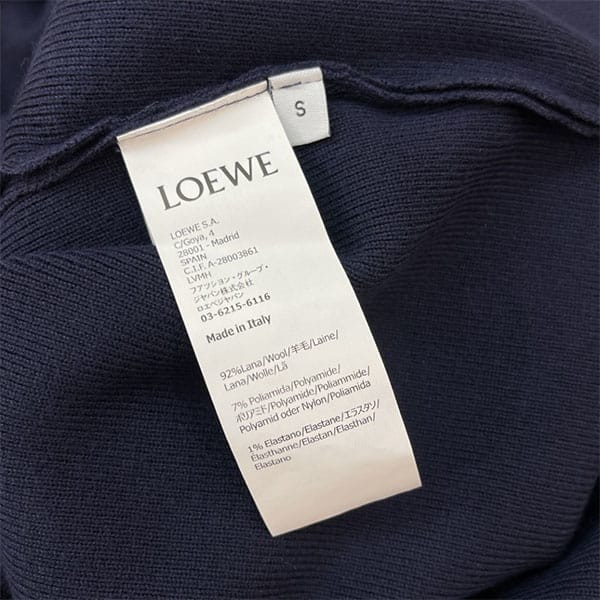 S
LOEWE
LOEWE S.A.
C/Goya, 4
28001 - Madrid
SPAIN
C.I.F. A-28003861
LVMH
ファッション・グループ・
ジャパン株式会社
ロエベジャパン
03-6215-6116
Made in Italy
92%Lana/Wool/羊毛/Laine/
Lana/Wolle/Lã
7% Poliamida/Polyamide/
ポリアミド/Polyamide/Poliammide/
Polyamid oder Nylon/Poliamida
1% Elastano/Elastane/エラスタン/
Élasthanne/Elastan/Elasthan/
Elastano